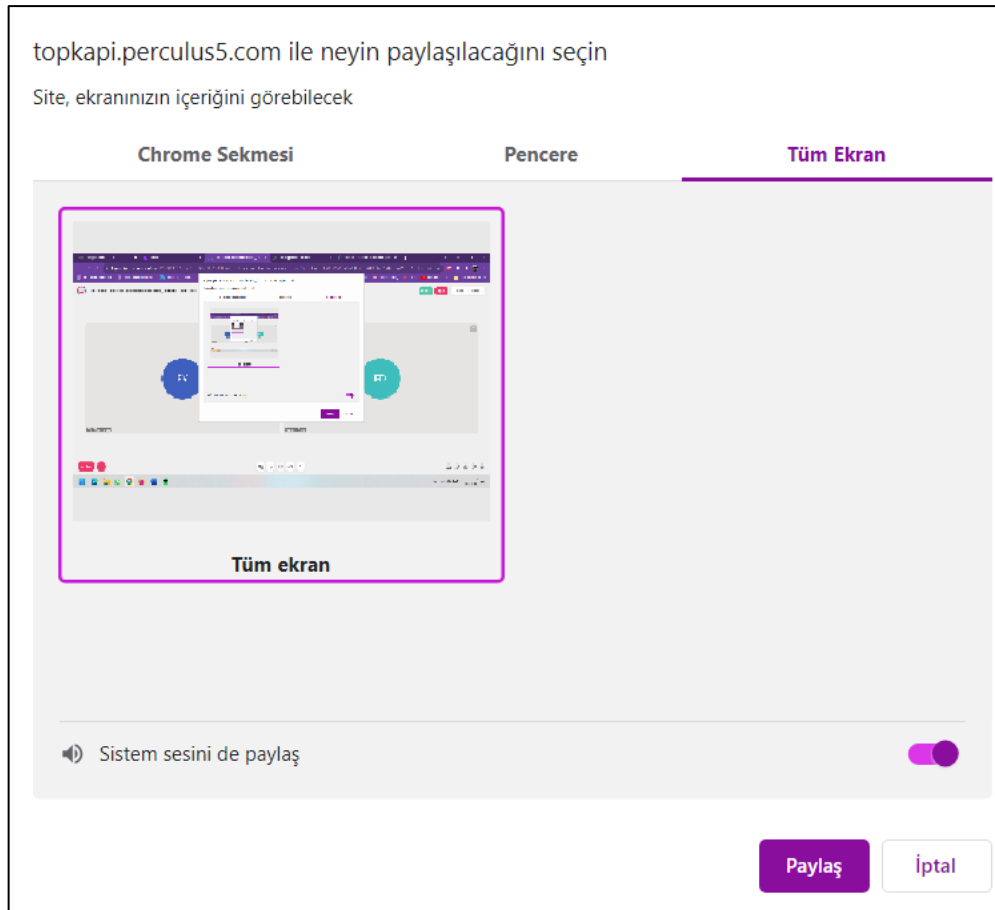 topkapi.perculus5.com ile neyin paylaşılacağını seçin
Site, ekranınızın içeriğini görebilecek
Chrome Sekmesi
Pencere
Tüm Ekran
Tüm ekran
Sistem sesini de paylaş
Paylaş
İptal